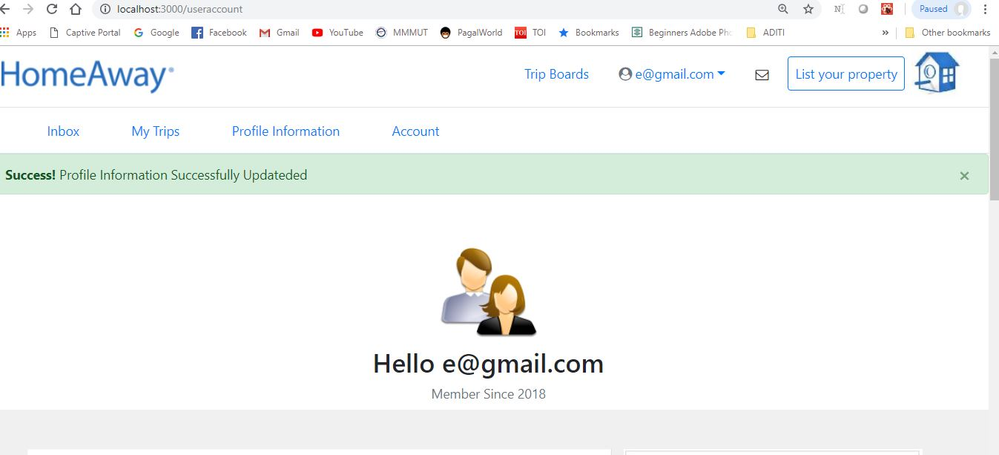 localhost:3000/useraccount
Paused
Apps Captive Portal Google Facebook Gmail YouTube MMMUT PagalWorld TOI TOI Bookmarks Beginners Adobe Pho ADITI » Other bookmarks
HomeAway® Trip Boards e@gmail.com List your property
Inbox My Trips Profile Information Account
Success! Profile Information Successfully Updateded ×
Hello e@gmail.com
Member Since 2018